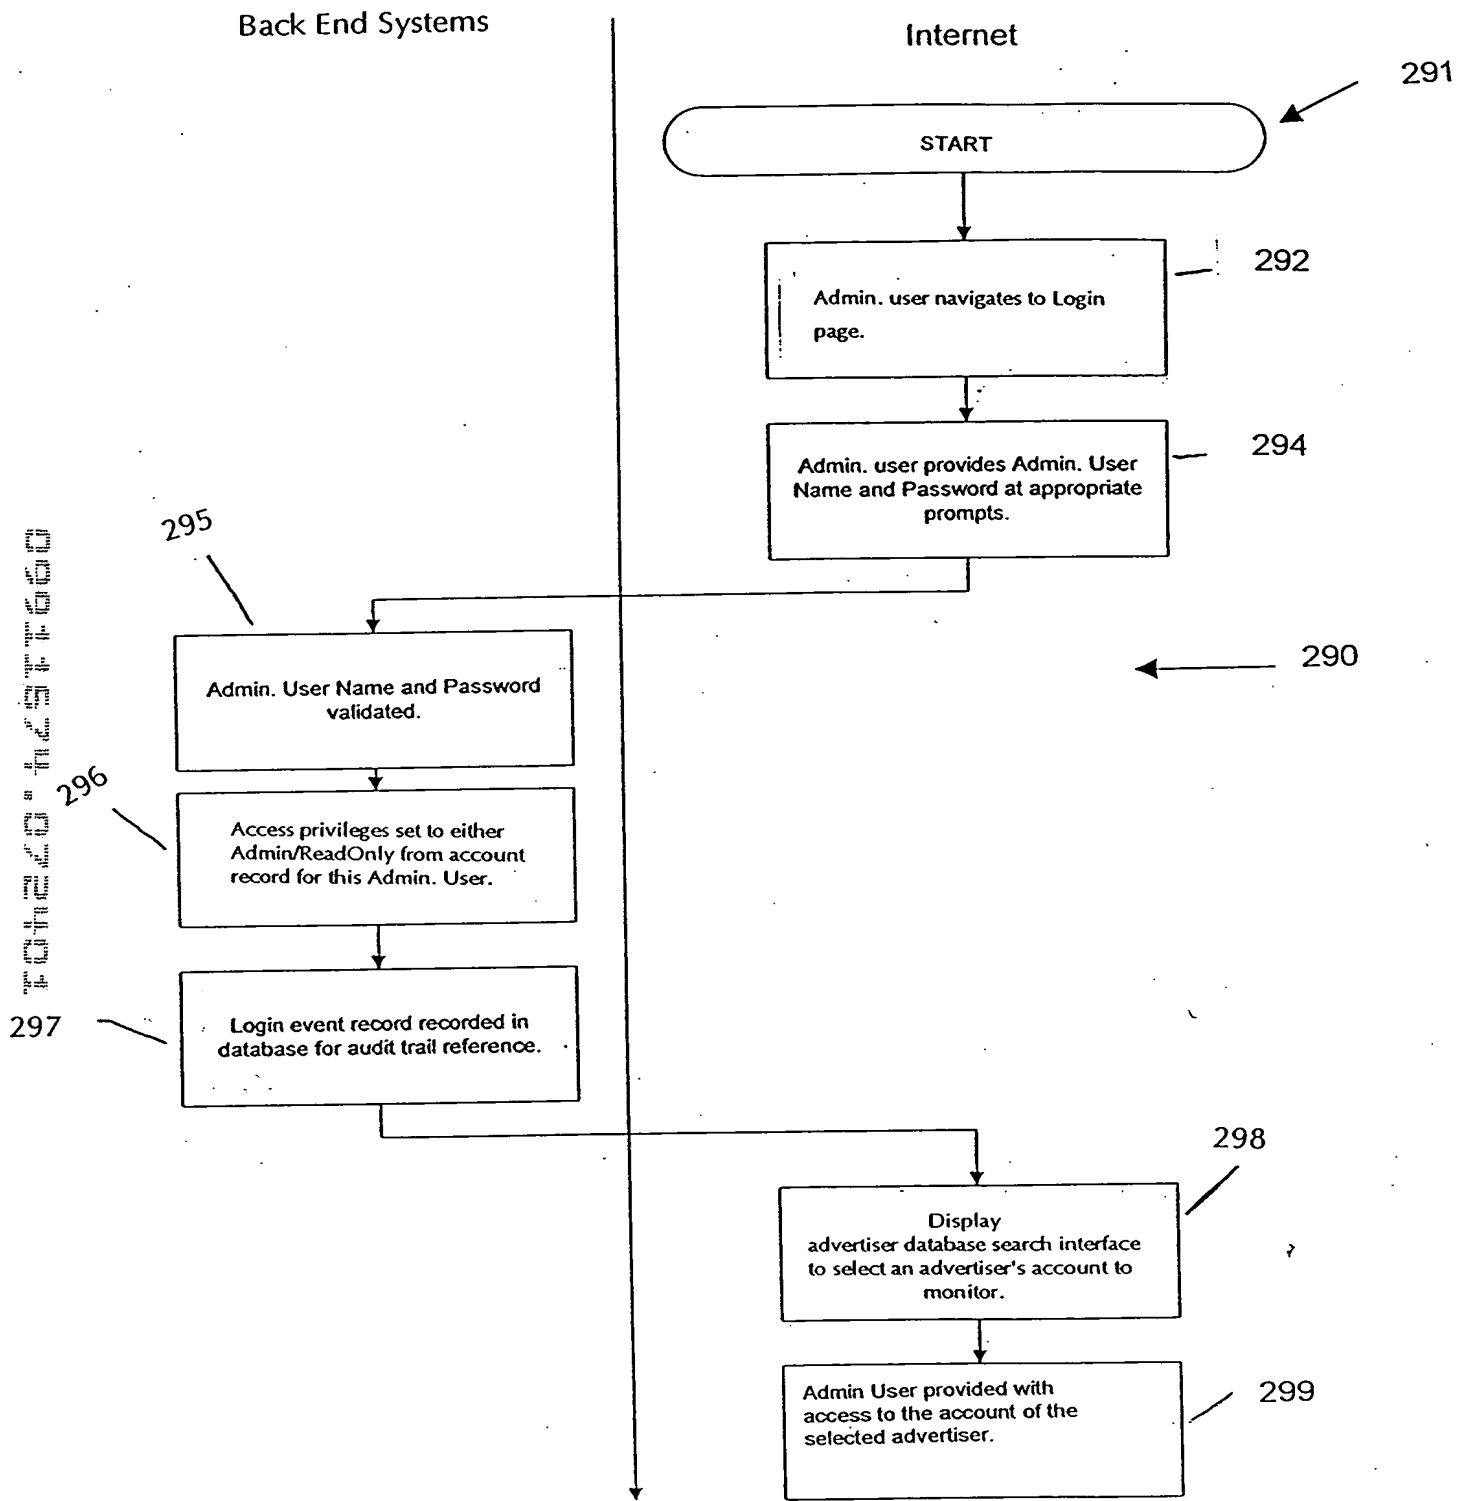 Back End Systems
Internet
291
START
292
Admin. user navigates to Login
page.
294
Admin. user provides Admin. User
Name and Password at appropriate
prompts.
295
Admin. User Name and Password
validated.
290
296
Access privileges set to either
Admin/ReadOnly from account
record for this Admin. User.
297
Login event record recorded in
database for audit trail reference.
298
Display
advertiser database search interface
to select an advertiser's account to
monitor.
299
Admin User provided with
access to the account of the
selected advertiser.